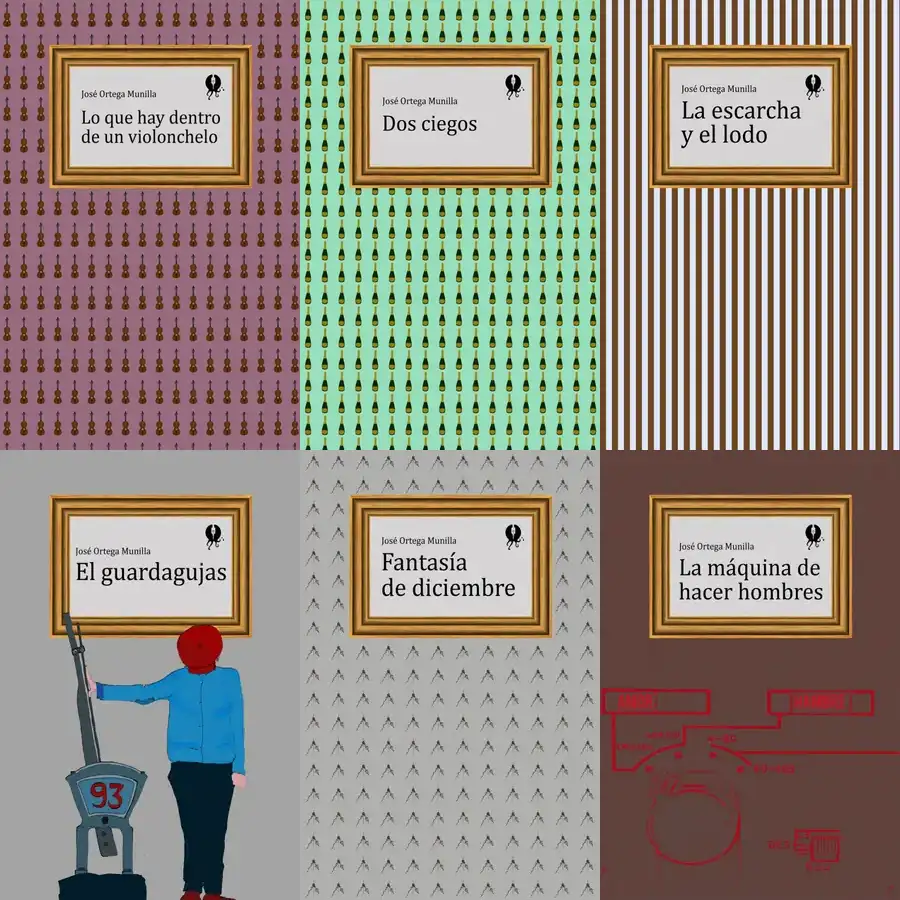 José Ortega Munilla
Lo que hay dentro
de un violonchelo
José Ortega Munilla
Dos ciegos
José Ortega Munilla
La escarcha
y el lodo
José Ortega Munilla
El guardagujas
93
José Ortega Munilla
Fantasía
de diciembre
José Ortega Munilla
La máquina de
hacer hombres